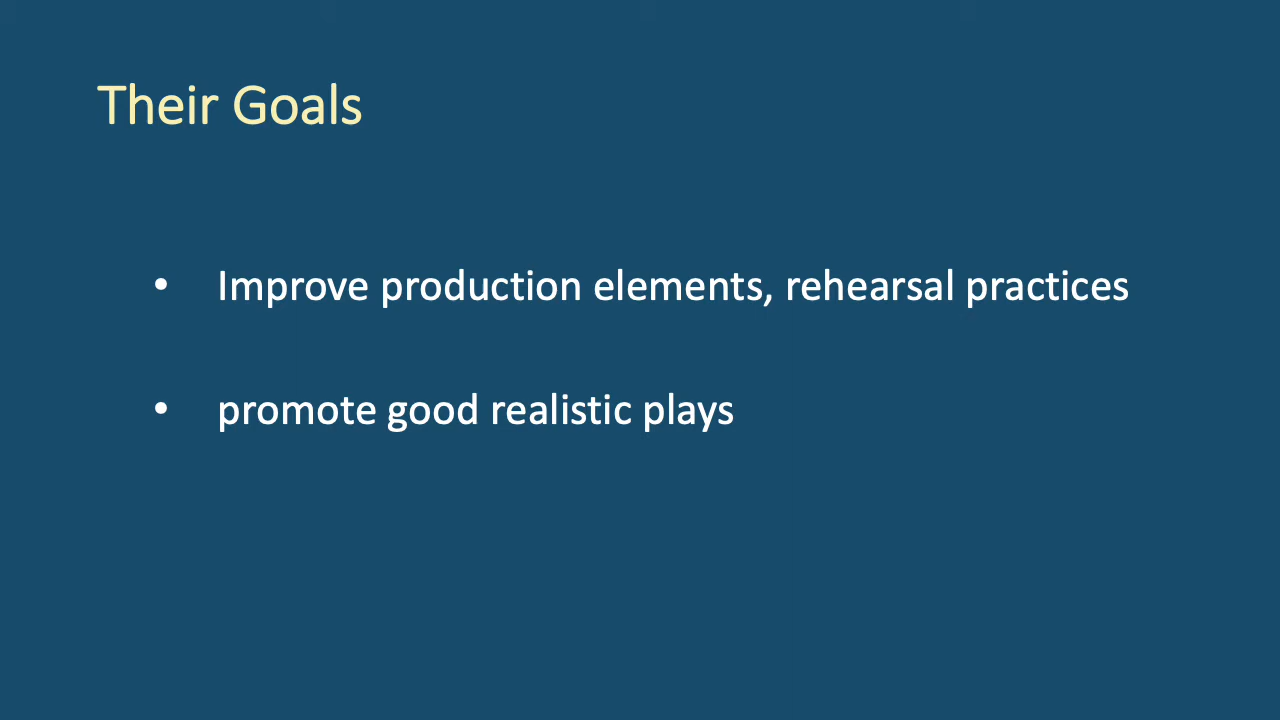 Their Goals
• Improve production elements, rehearsal practices
• promote good realistic plays